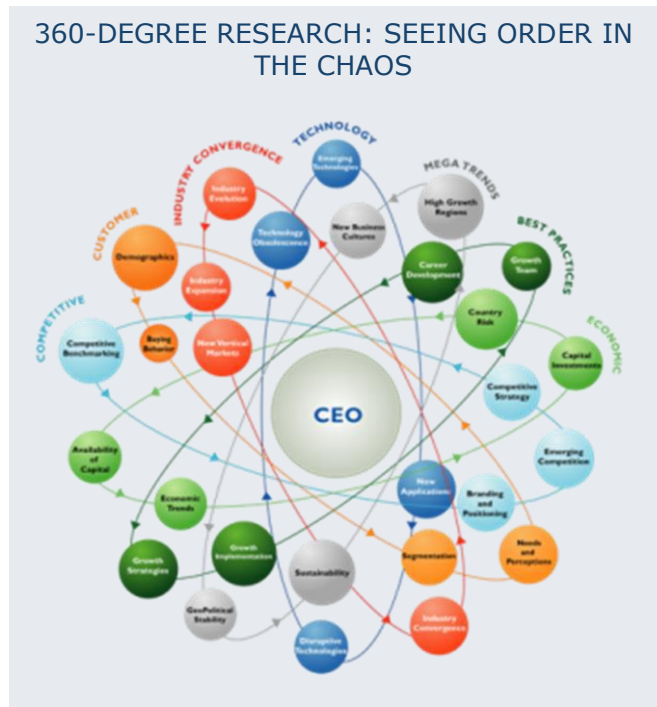 360-DEGREE RESEARCH: SEEING ORDER IN
THE CHAOS
TECHNOLOGY
INDUSTRY CONVERGENCE
MEGA TRENDS
CUSTOMER
BEST PRACTICES
COMPETITIVE
ECONOMIC
Emerging
Technologies
Industry
Evolution
High Growth
Regions
New Business
Cultures
Technology
Obsolescence
Demographics
Career
Development
Growth
Team
Industry
Expansion
Country
Risk
Competitive
Benchmarking
Buying
Behavior
New Vertical
Markets
Capital
Investments
Competitive
Strategy
CEO
Availability
of
Capital
Emerging
Competition
New
Applications
Branding
and
Positioning
Economic
Trends
Growth
Strategies
Growth
Implementation
Sustainability
Segmentation
Needs
and
Perceptions
GeoPolitical
Stability
Industry
Convergence
Disruptive
Technologies